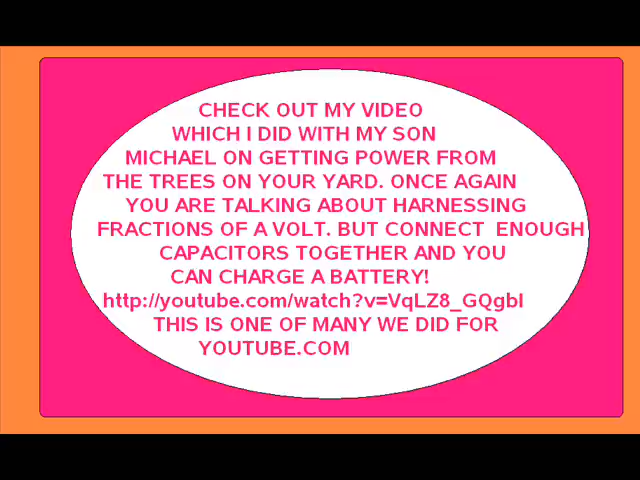 CHECK OUT MY VIDEO
WHICH I DID WITH MY SON
MICHAEL ON GETTING POWER FROM
THE TREES ON YOUR YARD. ONCE AGAIN
YOU ARE TALKING ABOUT HARNESSING
FRACTIONS OF A VOLT. BUT CONNECT ENOUGH
CAPACITORS TOGETHER AND YOU
CAN CHARGE A BATTERY!
http://youtube.com/watch?v=VqLZ8_GQgbI
THIS IS ONE OF MANY WE DID FOR
YOUTUBE.COM